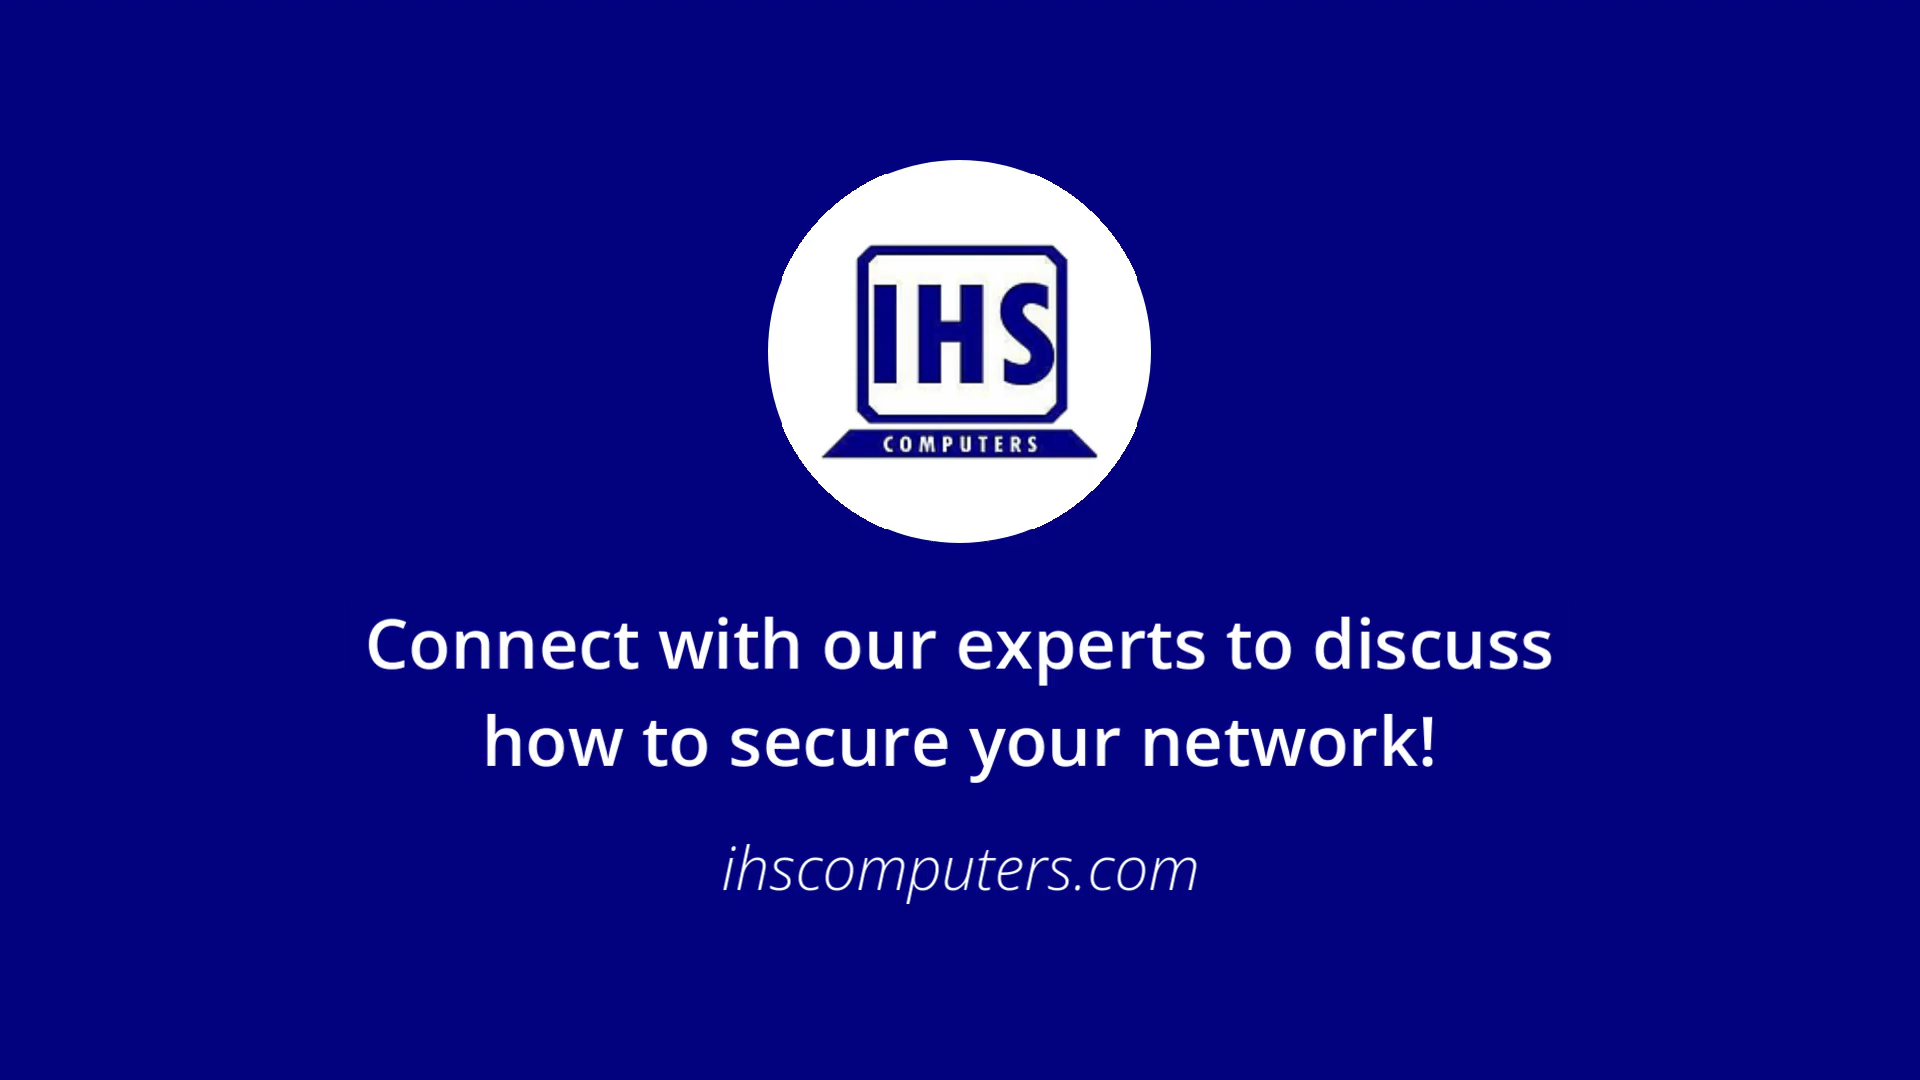 IHS
COMPUTERS
Connect with our experts to discuss
how to secure your network!
ihscomputers.com